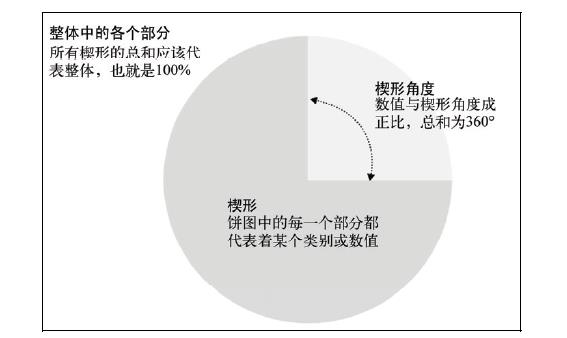 整体中的各个部分
所有楔形的总和应该代
表整体，也就是100%
楔形角度
数值与楔形角度成
正比，总和为360°
楔形
饼图中的每一个部分都
代表着某个类别或数值